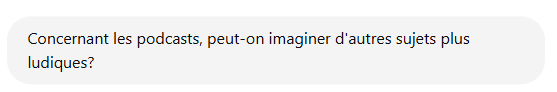 Concernant les podcasts, peut-on imaginer d'autres sujets plus
ludiques?